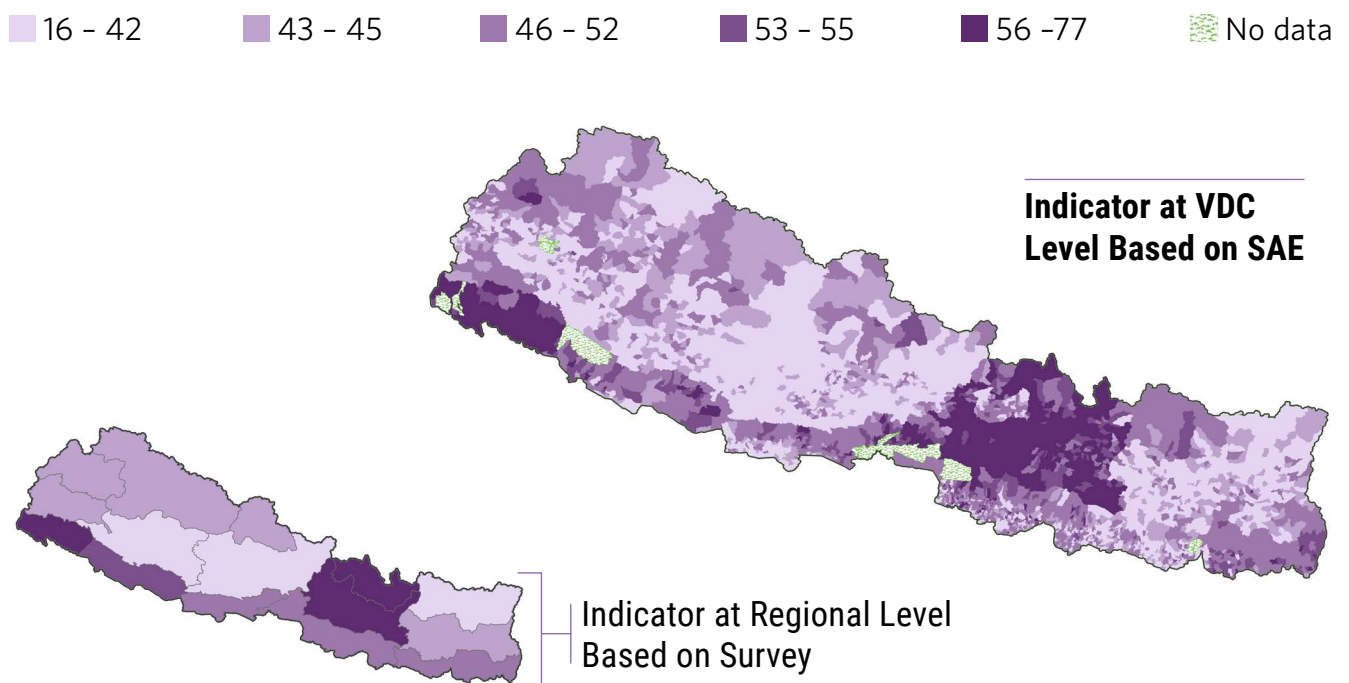 16 – 42 43 – 45 46 – 52 53 – 55 56 –77 No data
Indicator at VDC
Level Based on SAE
Indicator at Regional Level
Based on Survey